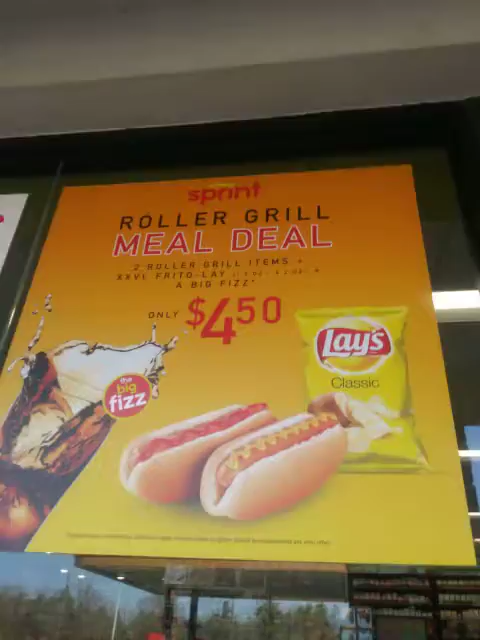 sprint
ROLLER GRILL
MEAL DEAL
2 ROLLER GRILL ITEMS +
XXVL FRITO-LAY
A BIG FIZZ*
ONLY $4.50
the
big
fizz
Lay's
Classic